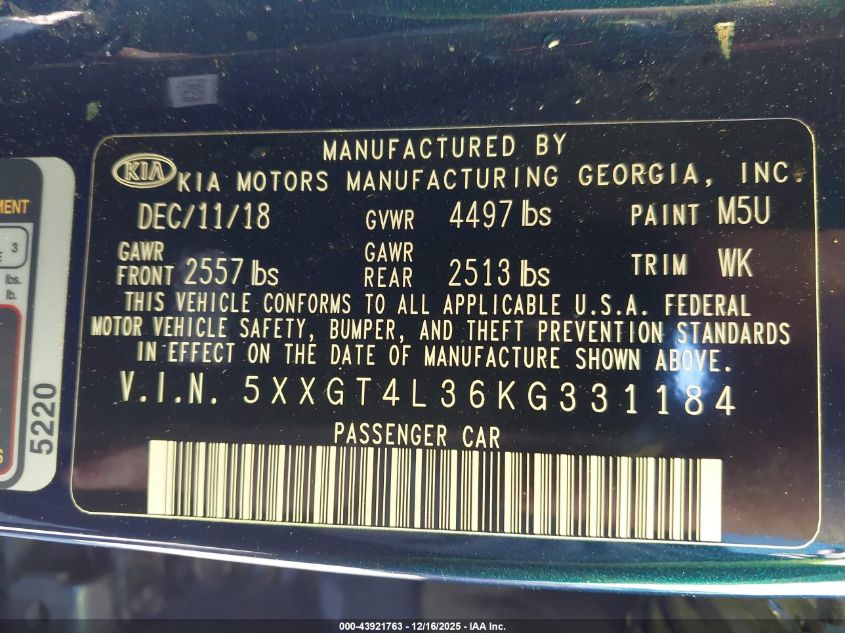 MANUFACTURED BY
KIA KIA MOTORS MANUFACTURING GEORGIA, INC.
DEC/11/18 GVWR 4497 lbs PAINT M5U
GAWR FRONT 2557 lbs GAWR REAR 2513 lbs TRIM WK
THIS VEHICLE CONFORMS TO ALL APPLICABLE U.S.A. FEDERAL
MOTOR VEHICLE SAFETY, BUMPER, AND THEFT PREVENTION STANDARDS
IN EFFECT ON THE DATE OF MANUFACTURE SHOWN ABOVE.
V.I.N. 5XXGT4L36KG331184
PASSENGER CAR
3
lbs.
lb.
5220
000-43921763 - 12/16/2025 - IAA Inc.